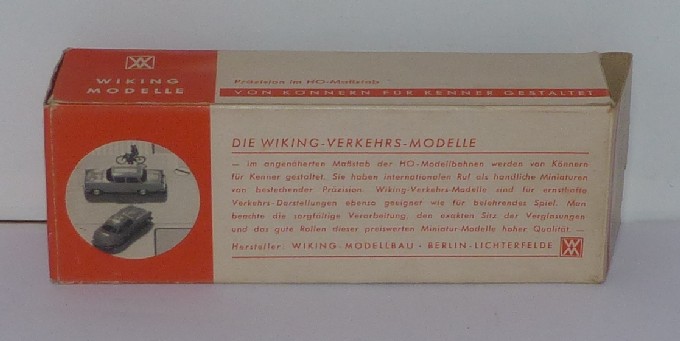 WIKING
MODELLE
Präzision im HO-Maßstab
VON KÖNNERN FÜR KENNER GESTALTET
DIE WIKING-VERKEHRS-MODELLE
— im angenäherten Maßstab der HO-Modellbahnen werden von Könnern
für Kenner gestaltet. Sie haben internationalen Ruf als handliche Miniaturen
von bestechender Präzision. Wiking-Verkehrs-Modelle sind für ernsthafte
Verkehrs-Darstellungen ebenso geeignet wie für belehrendes Spiel. Man
beachte die sorgfältige Verarbeitung, den exakten Sitz der Verglasungen
und das gute Rollen dieser preiswerten Miniatur-Modelle hoher Qualität —
Hersteller: WIKING-MODELLBAU · BERLIN-LICHTERFELDE